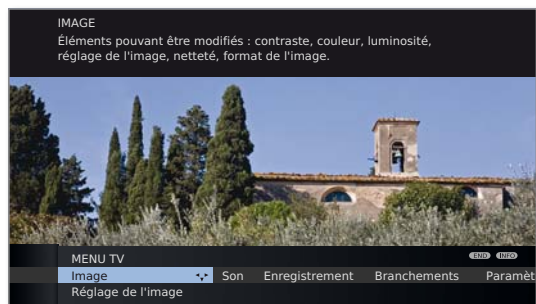 IMAGE
Éléments pouvant être modifiés : contraste, couleur, luminosité,
réglage de l'image, netteté, format de l'image.
MENU TV
END INFO
Image Son Enregistrement Branchements Paramèt
Réglage de l'image